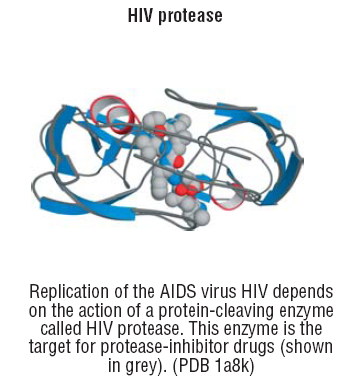 HIV protease
Replication of the AIDS virus HIV depends
on the action of a protein-cleaving enzyme
called HIV protease. This enzyme is the
target for protease-inhibitor drugs (shown
in grey). (PDB 1a8k)